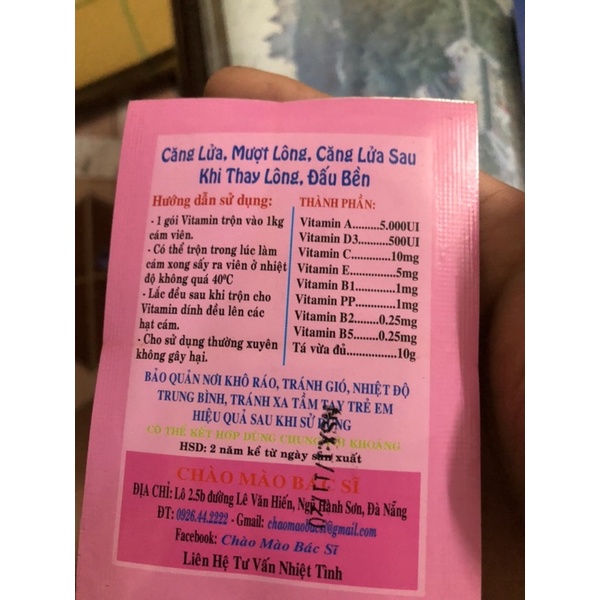 Căng Lửa, Mượt Lông, Căng Lửa Sau
Khi Thay Lông, Đấu Bền
Hướng dẫn sử dụng:
- 1 gói Vitamin trộn vào 1kg
cám viên.
- Có thể trộn trong lúc làm
cám xong sấy ra viên ở nhiệt
độ không quá 40ºC
- Lắc đều sau khi trộn cho
Vitamin dính đều lên các
hạt cám.
- Cho sử dụng thường xuyên
không gây hại.
THÀNH PHẦN:
Vitamin A.........5.000UI
Vitamin D3.......500UI
Vitamin C..........10mg
Vitamin E...........5mg
Vitamin B1.........1mg
Vitamin PP.........1mg
Vitamin B2.......0.25mg
Vitamin B5.......0.25mg
Tá vừa đủ...........10g
BẢO QUẢN NƠI KHÔ RÁO, TRÁNH GIÓ, NHIỆT ĐỘ
TRUNG BÌNH, TRÁNH XA TẦM TAY TRẺ EM
HIỆU QUẢ SAU KHI SỬ DỤNG
CÓ THỂ KẾT HỢP DÙNG CHUNG VỚI KHOÁNG
HSD: 2 năm kể từ ngày sản xuất
NSX:
CHÀO MÀO BÁC SĨ
ĐỊA CHỈ: Lô 2.5b đường Lê Văn Hiến, Ngũ Hành Sơn, Đà Nẵng
ĐT: 0926.44.2222 - Gmail: chaomaobacsi@gmail.com
Facebook: Chào Mào Bác Sĩ
Liên Hệ Tư Vấn Nhiệt Tình